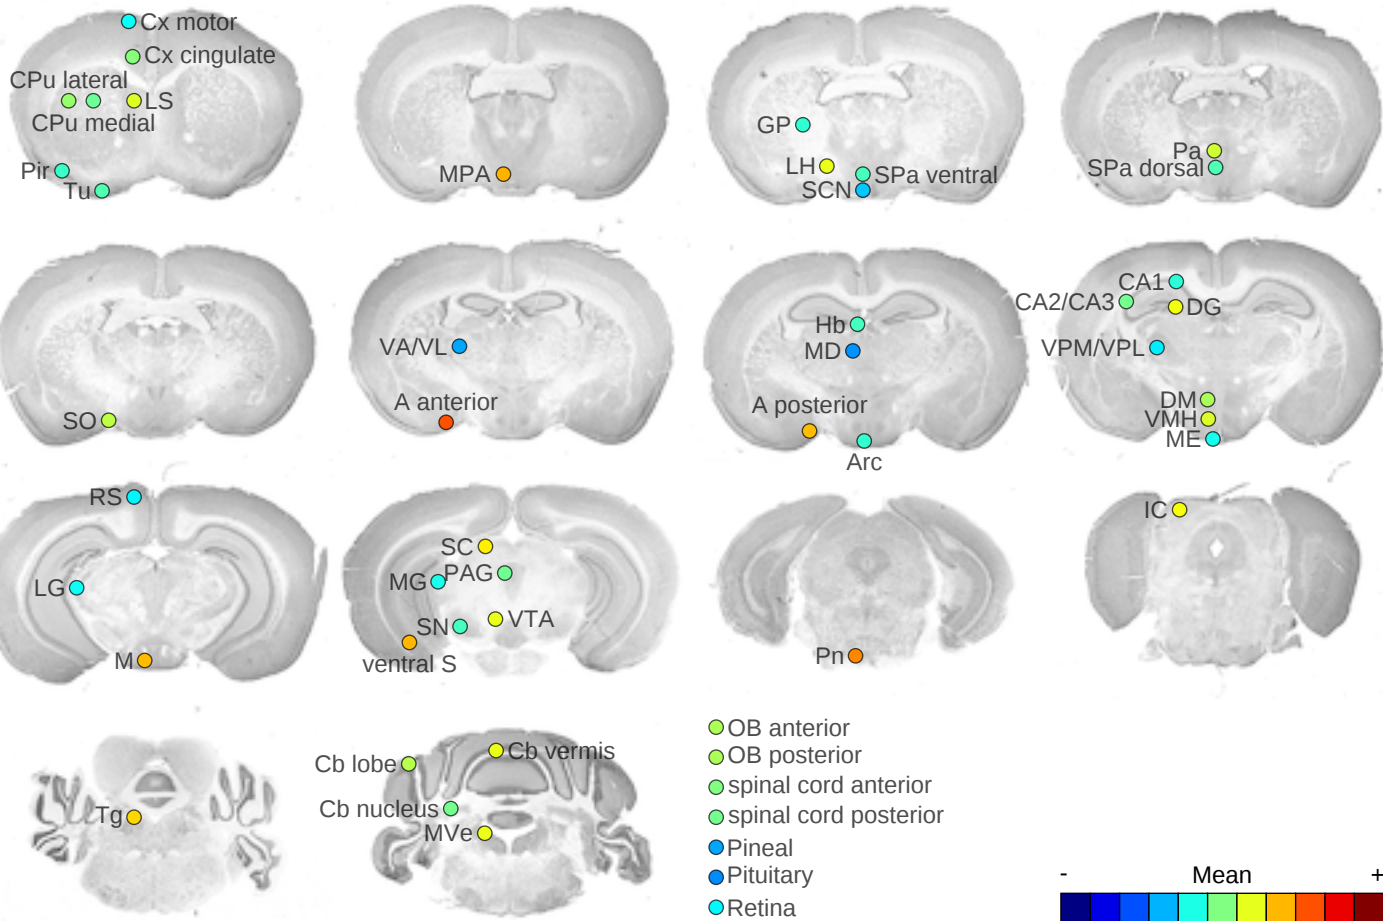 Cx motor
Cx cingulate
CPu lateral
LS
CPu medial
Pir
Tu
MPA
GP
LH
SPa ventral
SCN
Pa
SPa dorsal
SO
VA/VL
A anterior
Hb
MD
A posterior
Arc
CA1
CA2/CA3
DG
VPM/VPL
DM
VMH
ME
RS
LG
M
SC
PAG
MG
VTA
SN
ventral S
Pn
IC
Tg
Cb vermis
Cb lobe
Cb nucleus
MVe
OB anterior
OB posterior
spinal cord anterior
spinal cord posterior
Pineal
Pituitary
Retina
- Mean +